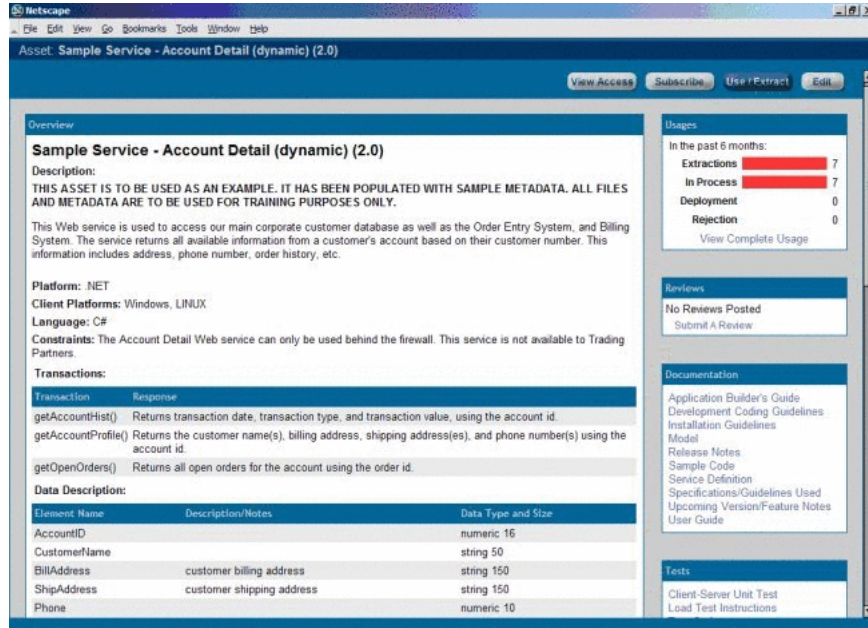 Netscape
File Edit View Go Bookmarks Tools Window Help
Asset: Sample Service - Account Detail (dynamic) (2.0)
View Access Subscribe Use / Extract Edit
Overview
Sample Service - Account Detail (dynamic) (2.0)
Description:
THIS ASSET IS TO BE USED AS AN EXAMPLE. IT HAS BEEN POPULATED WITH SAMPLE METADATA. ALL FILES
AND METADATA ARE TO BE USED FOR TRAINING PURPOSES ONLY.
This Web service is used to access our main corporate customer database as well as the Order Entry System, and Billing
System. The service returns all available information from a customer's account based on their customer number. This
information includes address, phone number, order history, etc.
Platform: .NET
Client Platforms: Windows, LINUX
Language: C#
Constraints: The Account Detail Web service can only be used behind the firewall. This service is not available to Trading
Partners.
Transactions:
Transaction Response
getAccountHist() Returns transaction date, transaction type, and transaction value, using the account id.
getAccountProfile() Returns the customer name(s), billing address, shipping address(es), and phone number(s) using the
account id.
getOpenOrders() Returns all open orders for the account using the order id.
Data Description:
Element Name Description/Notes Data Type and Size
AccountID numeric 16
CustomerName string 50
BillAddress customer billing address string 150
ShipAddress customer shipping address string 150
Phone numeric 10
Usages
In the past 6 months:
Extractions 7
In Process 7
Deployment 0
Rejection 0
View Complete Usage
Reviews
No Reviews Posted
Submit A Review
Documentation
Application Builder's Guide
Development Coding Guidelines
Installation Guidelines
Model
Release Notes
Sample Code
Service Definition
Specifications/Guidelines Used
Upcoming Version/Feature Notes
User Guide
Tests
Client-Server Unit Test
Load Test Instructions